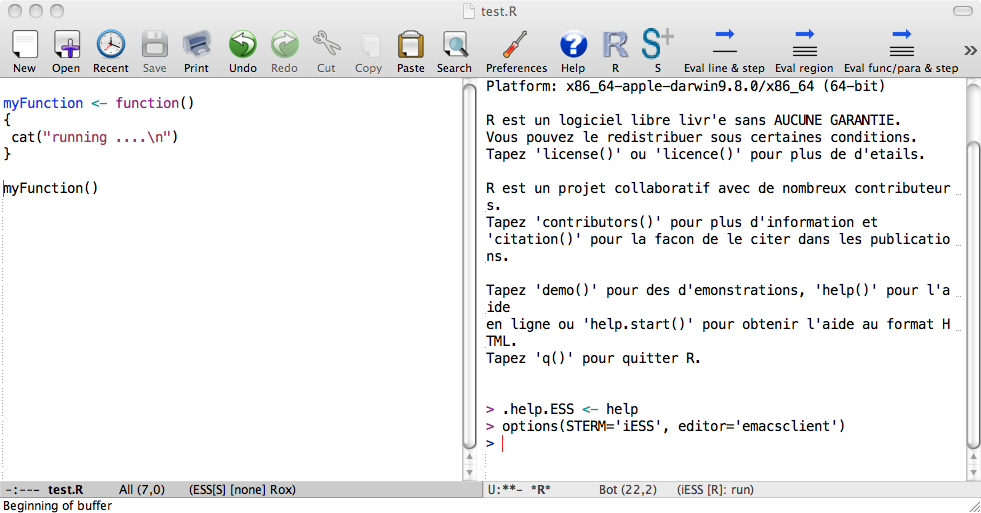 test.R
New Open Recent Save Print Undo Redo Cut Copy Paste Search Preferences Help R S Eval line & step Eval region Eval func/para & step
myFunction <- function()
{
 cat("running ....\n")
}
myFunction()
-:--- test.R All (7,0) (ESS[S] [none] Rox)
Platform: x86_64-apple-darwin9.8.0/x86_64 (64-bit)
R est un logiciel libre livr'e sans AUCUNE GARANTIE.
Vous pouvez le redistribuer sous certaines conditions.
Tapez 'license()' ou 'licence()' pour plus de d'etails.
R est un projet collaboratif avec de nombreux contributeur
s.
Tapez 'contributors()' pour plus d'information et
'citation()' pour la facon de le citer dans les publicatio
ns.
Tapez 'demo()' pour des d'emonstrations, 'help()' pour l'a
ide
en ligne ou 'help.start()' pour obtenir l'aide au format H
TML.
Tapez 'q()' pour quitter R.
> .help.ESS <- help
> options(STERM='iESS', editor='emacsclient')
>
U:**- *R* Bot (22,2) (iESS [R]: run)
Beginning of buffer